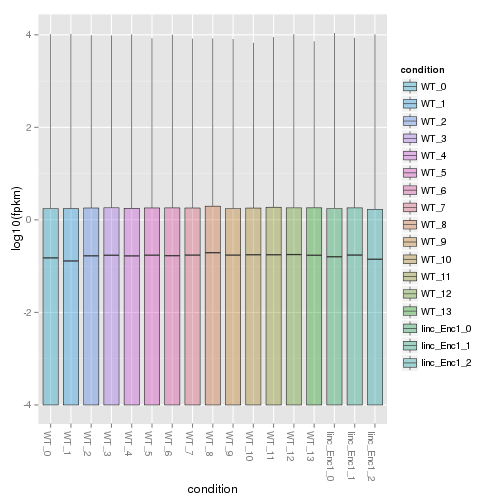 4
2
0
-2
-4
log10(fpkm)
WT_0
WT_1
WT_2
WT_3
WT_4
WT_5
WT_6
WT_7
WT_8
WT_9
WT_10
WT_11
WT_12
WT_13
linc_Enc1_0
linc_Enc1_1
linc_Enc1_2
condition
condition
WT_0
WT_1
WT_2
WT_3
WT_4
WT_5
WT_6
WT_7
WT_8
WT_9
WT_10
WT_11
WT_12
WT_13
linc_Enc1_0
linc_Enc1_1
linc_Enc1_2